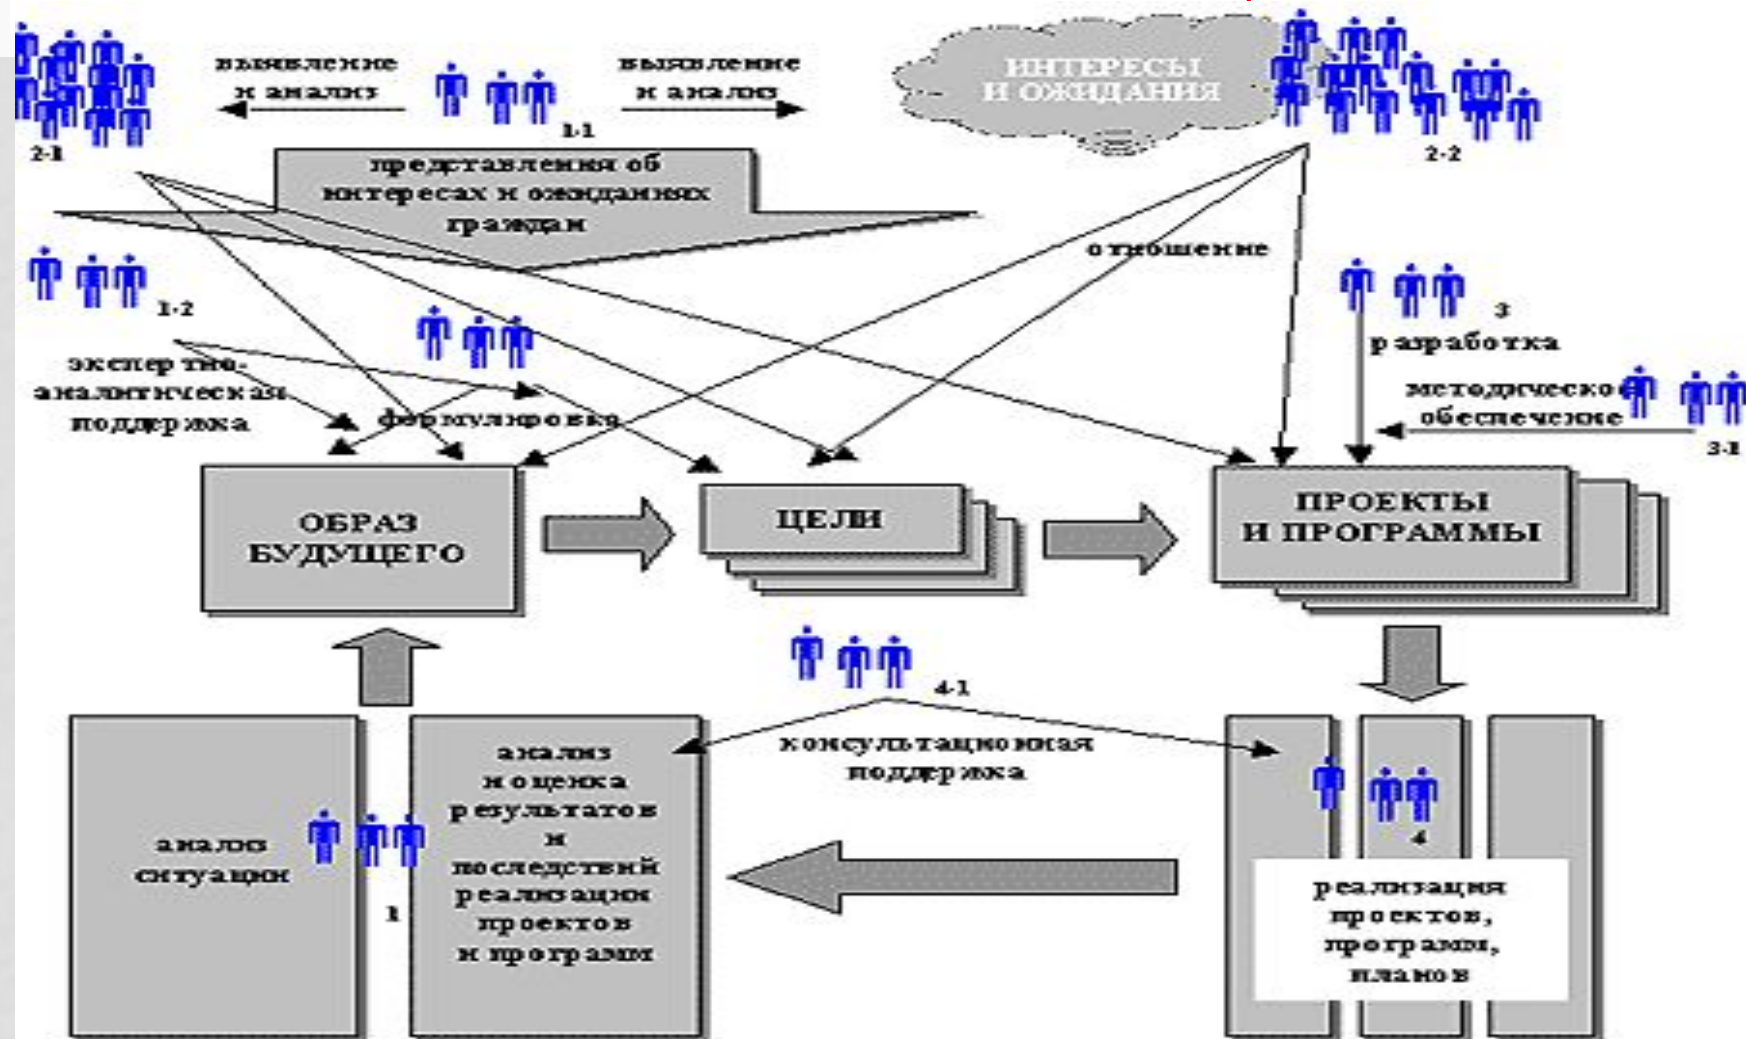 выявление
и анализ
1-1
выявление
и анализ
ИНТЕРЕСЫ
И ОЖИДАНИЯ
2-1
2-2
представления об
интересах и ожиданиях
граждан
отношение
1-2
3
разработка
экспертно-
аналитическая
поддержка
формулировка
методическое
обеспечение
3-1
ОБРАЗ
БУДУЩЕГО
ЦЕЛИ
ПРОЕКТЫ
И ПРОГРАММЫ
4-1
консультационная
поддержка
анализ
ситуации
1
анализ
и оценка
результатов
и
последствий
реализации
проектов
и программ
4
реализация
проектов,
программ,
планов